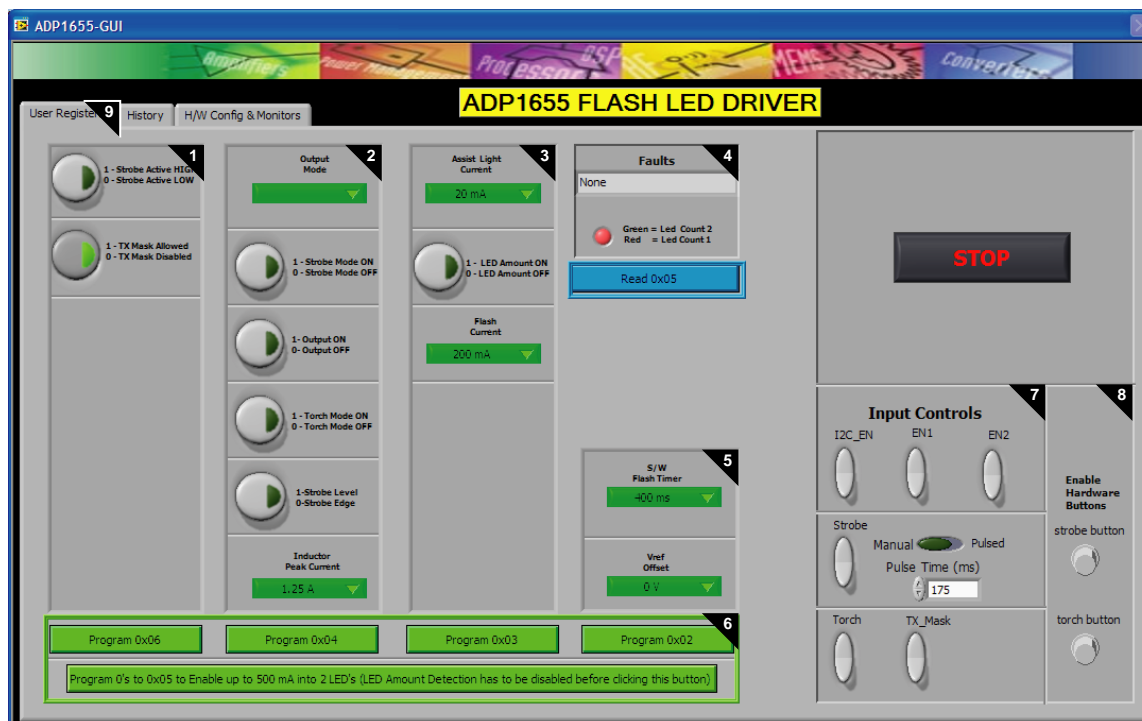 ADP1655-GUI
Amplifiers
Power Management
Processor
DSP
RF
MEMS
Converters
ADP1655 FLASH LED DRIVER
User Register
9
History
H/W Config & Monitors
1
1 - Strobe Active HIGH
0 - Strobe Active LOW
1 - TX Mask Allowed
0 - TX Mask Disabled
2
Output
Mode
1 - Strobe Mode ON
0 - Strobe Mode OFF
1- Output ON
0- Output OFF
1 - Torch Mode ON
0 - Torch Mode OFF
1-Strobe Level
0-Strobe Edge
Inductor
Peak Current
1.25 A
3
Assist Light
Current
20 mA
1 - LED Amount ON
0 - LED Amount OFF
Flash
Current
200 mA
4
Faults
None
Green = Led Count 2
Red = Led Count 1
Read 0x05
5
S/W
Flash Timer
400 ms
Vref
Offset
0 V
6
Program 0x06
Program 0x04
Program 0x03
Program 0x02
Program 0's to 0x05 to Enable up to 500 mA into 2 LED's (LED Amount Detection has to be disabled before clicking this button)
STOP
7
Input Controls
I2C_EN
EN1
EN2
Strobe
Manual
Pulsed
Pulse Time (ms)
175
Torch
TX_Mask
8
Enable
Hardware
Buttons
strobe button
torch button